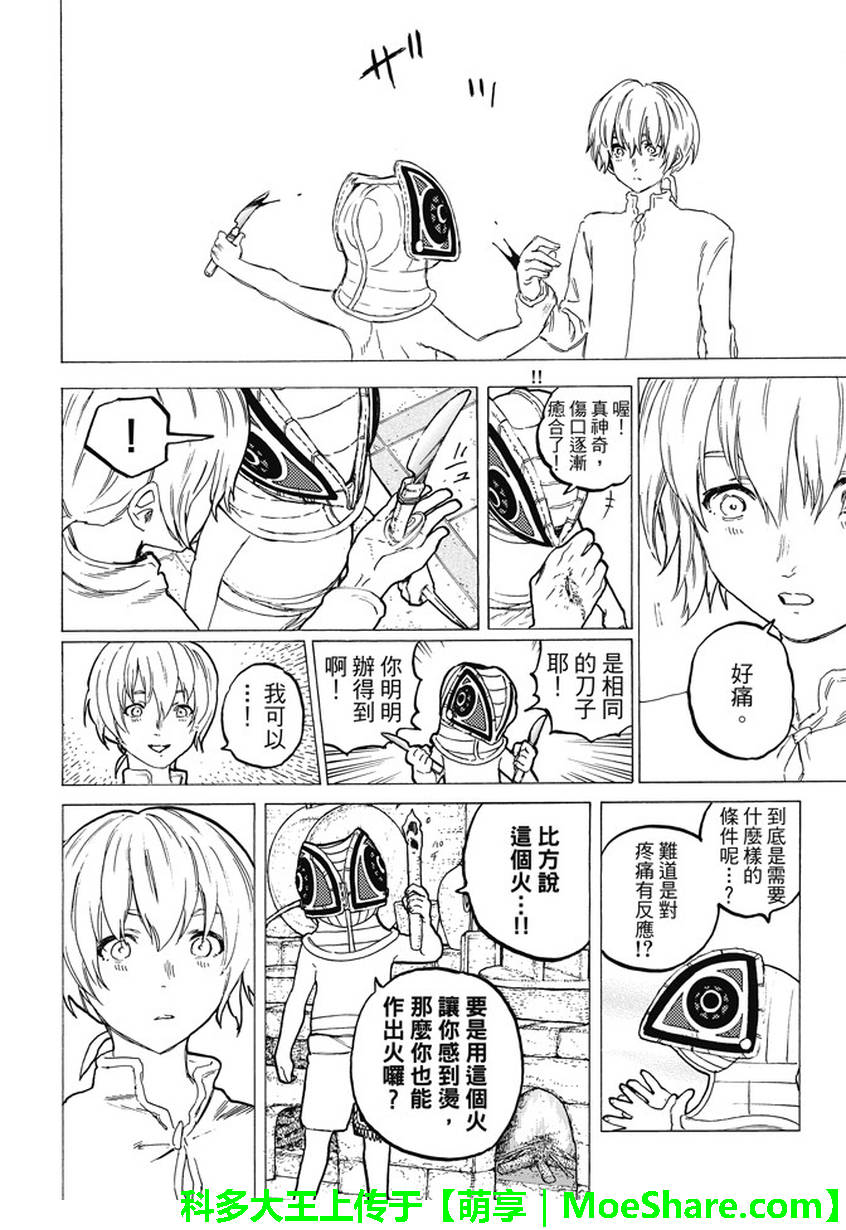 ザッ
!!
好痛。
喔！
真神奇，
傷口逐漸
癒合了！
ニュ
！
是相同
的刀子
耶！
你明明
辦得到
啊！
我可以
…！
到底是需要
什麼樣的
條件呢…？
難道是對
疼痛有反應!?
比方說
這個火…!!
要是用這個火
讓你感到燙，
那麼你也能
作出火囉？
科多大王上传于【萌享｜MoeShare.com】